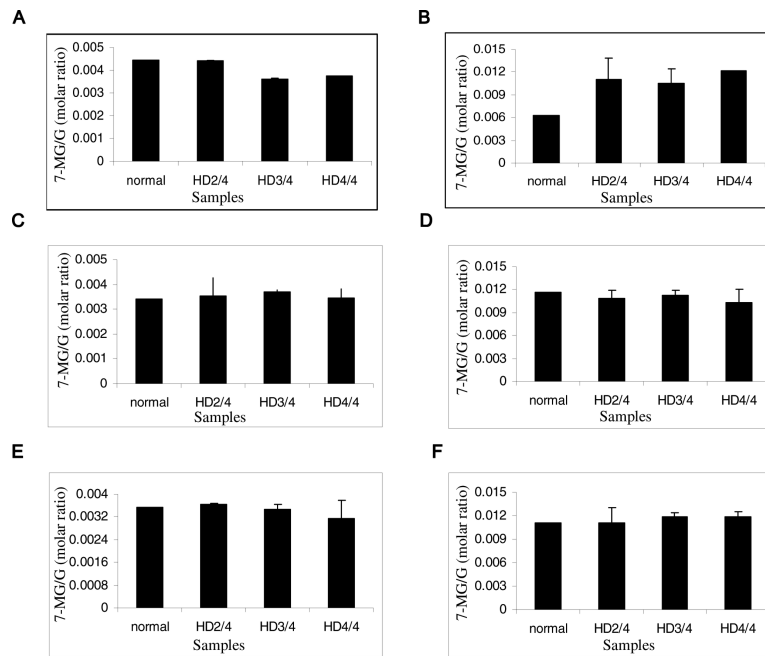 A
7-MG/G (molar ratio)
0.005
0.004
0.003
0.002
0.001
0
normal HD2/4 HD3/4 HD4/4
Samples
B
7-MG/G (molar ratio)
0.015
0.012
0.009
0.006
0.003
0
normal HD2/4 HD3/4 HD4/4
Samples
C
7-MG/G (molar ratio)
0.005
0.004
0.003
0.002
0.001
0
normal HD2/4 HD3/4 HD4/4
Samples
D
7-MG/G (molar ratio)
0.015
0.012
0.009
0.006
0.003
0
normal HD2/4 HD3/4 HD4/4
Samples
E
7-MG/G (molar ratio)
0.004
0.0032
0.0024
0.0016
0.0008
0
normal HD2/4 HD3/4 HD4/4
Samples
F
7-MG/G (molar ratio)
0.015
0.012
0.009
0.006
0.003
0
normal HD2/4 HD3/4 HD4/4
Samples